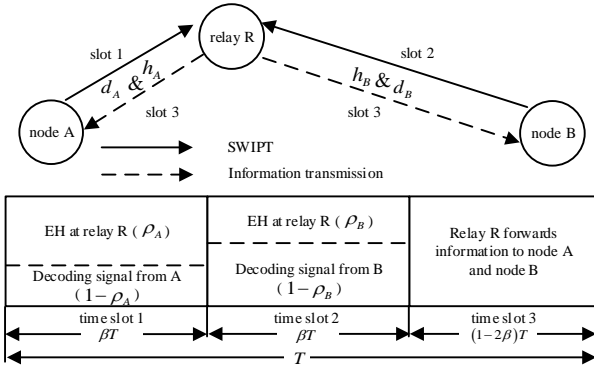 relay R
slot 1
slot 2
d_A & h_A
h_B & d_B
slot 3
slot 3
node A
node B
SWIPT
Information transmission
EH at relay R ( ρ_A )
EH at relay R ( ρ_B )
Relay R forwards
information to node A
and node B
Decoding signal from A
( 1 − ρ_A )
Decoding signal from B
( 1 − ρ_B )
time slot 1
time slot 2
time slot 3
βT
βT
(1−2β)T
T